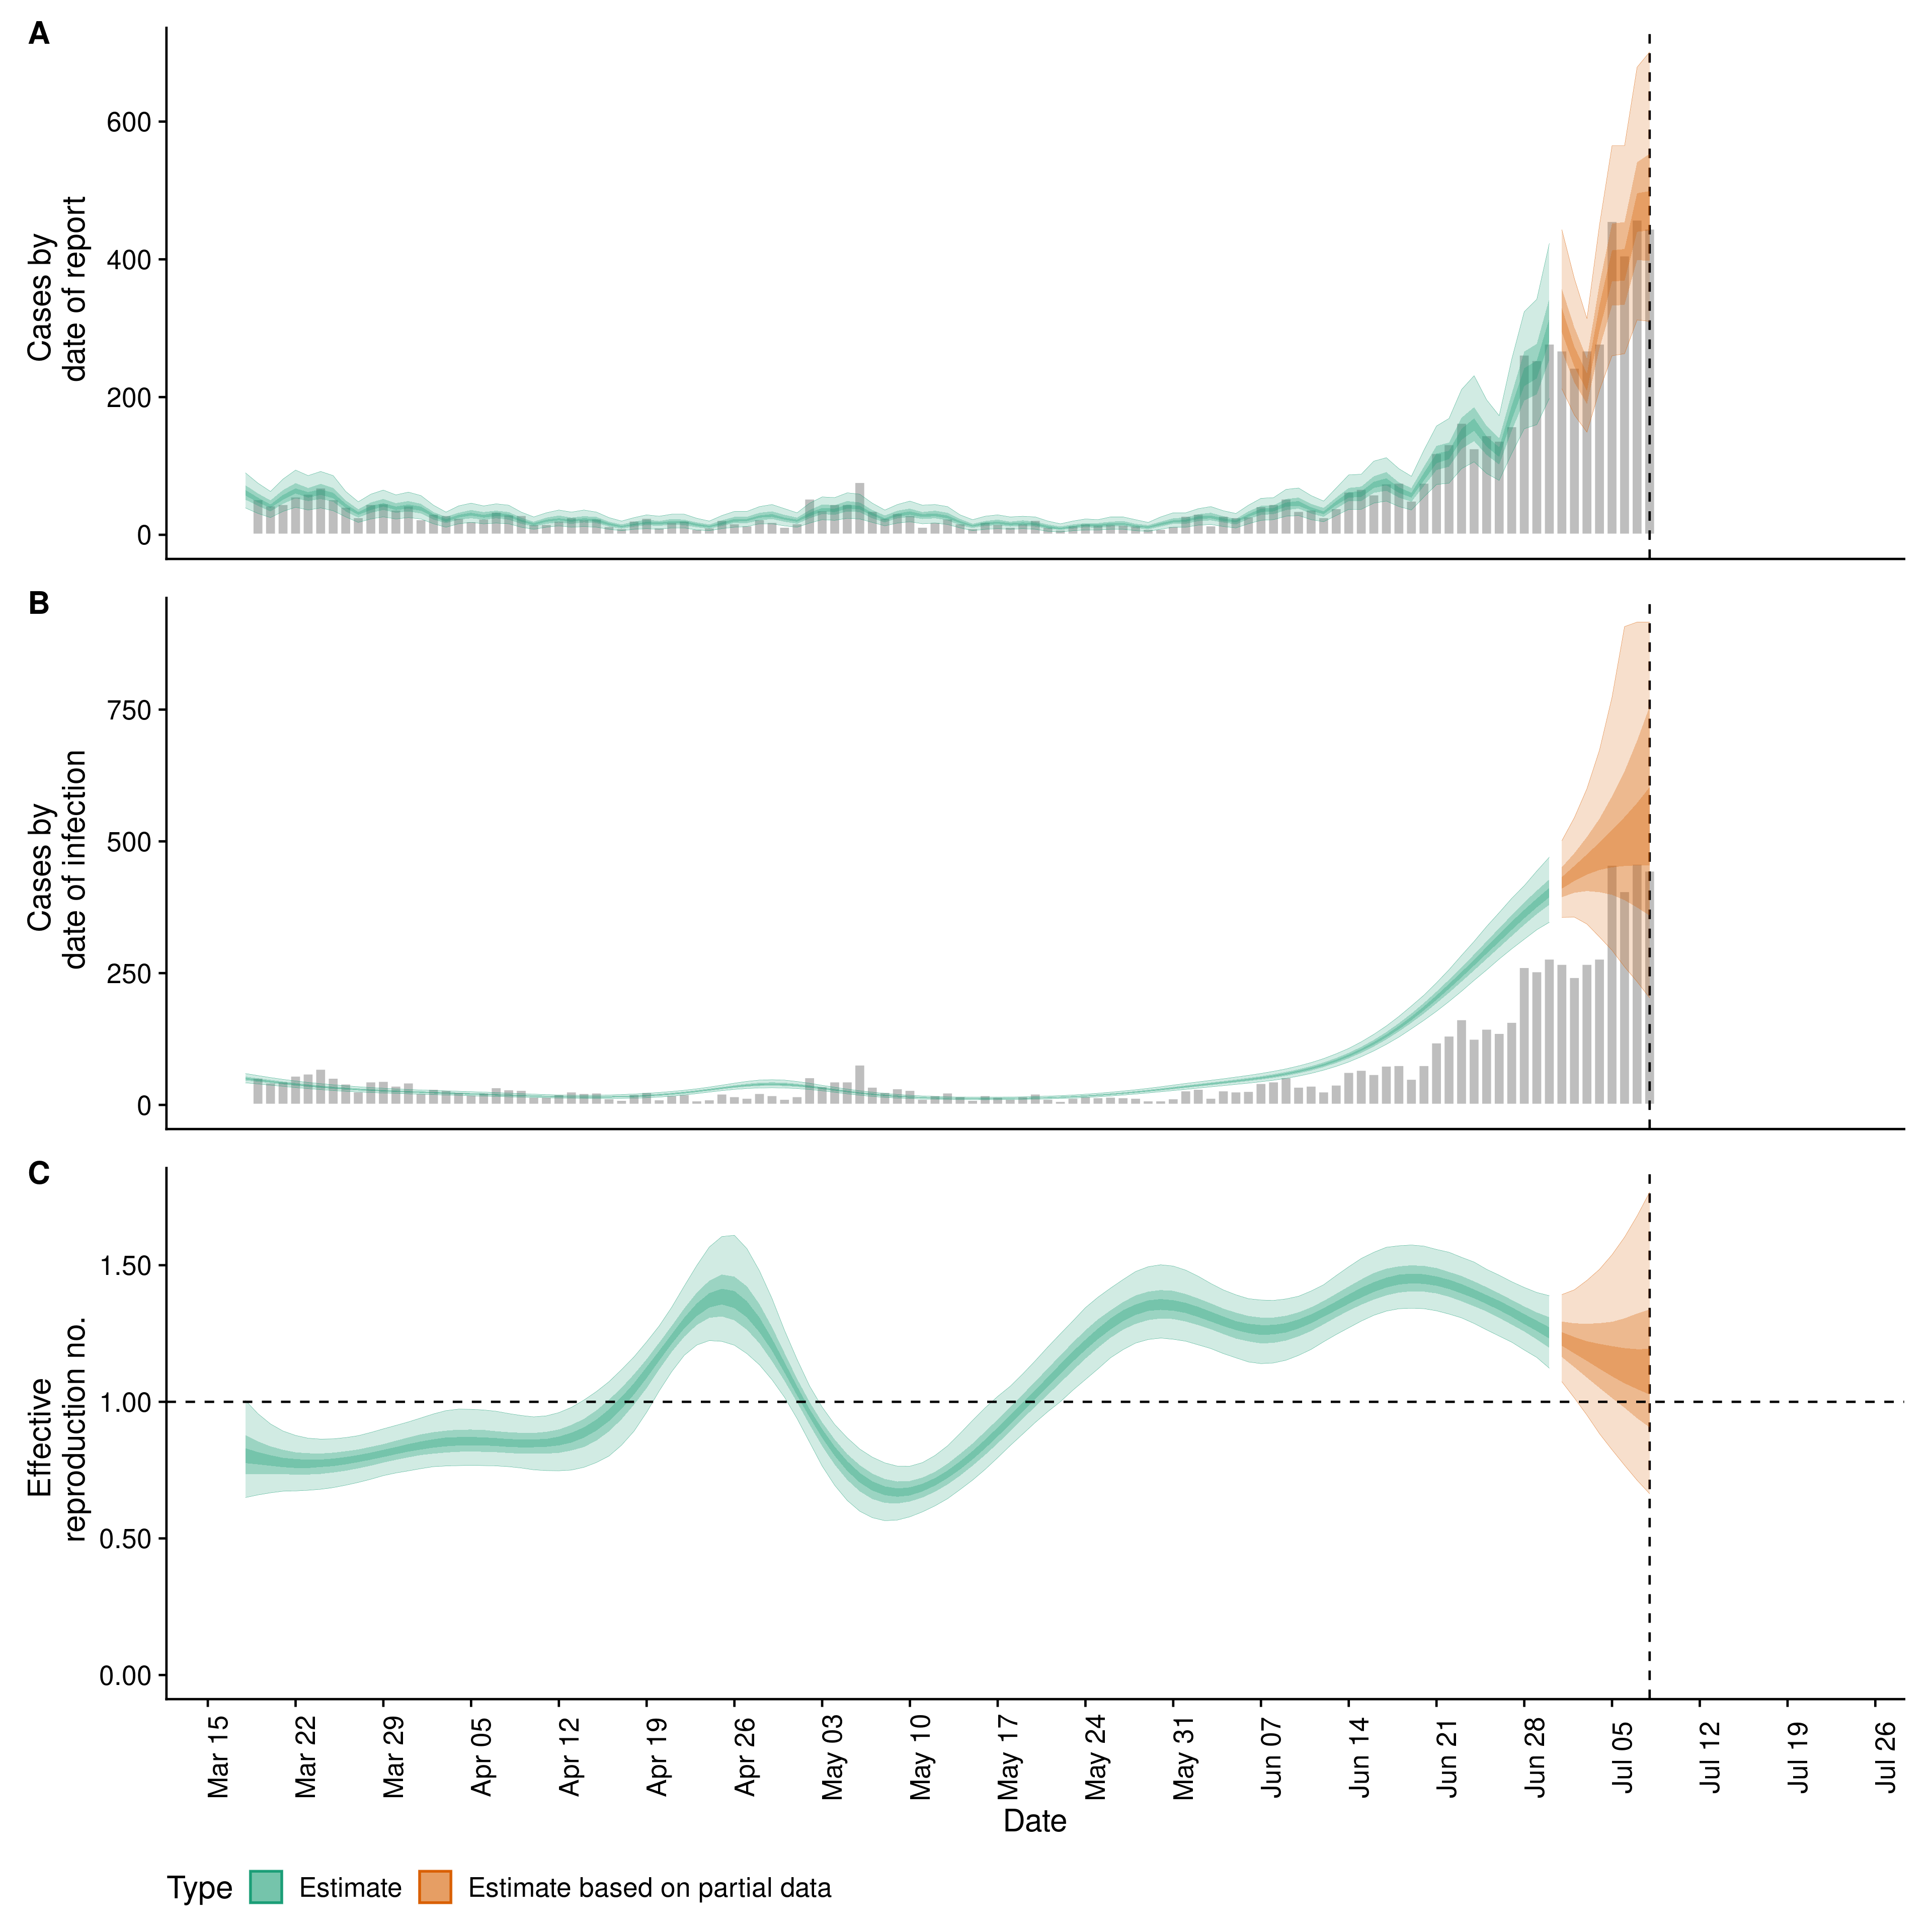 A
Cases by
date of report
600
400
200
0
B
Cases by
date of infection
750
500
250
0
C
Effective
reproduction no.
1.50
1.00
0.50
0.00
Mar 15
Mar 22
Mar 29
Apr 05
Apr 12
Apr 19
Apr 26
May 03
May 10
May 17
May 24
May 31
Jun 07
Jun 14
Jun 21
Jun 28
Jul 05
Jul 12
Jul 19
Jul 26
Date
Type Estimate Estimate based on partial data